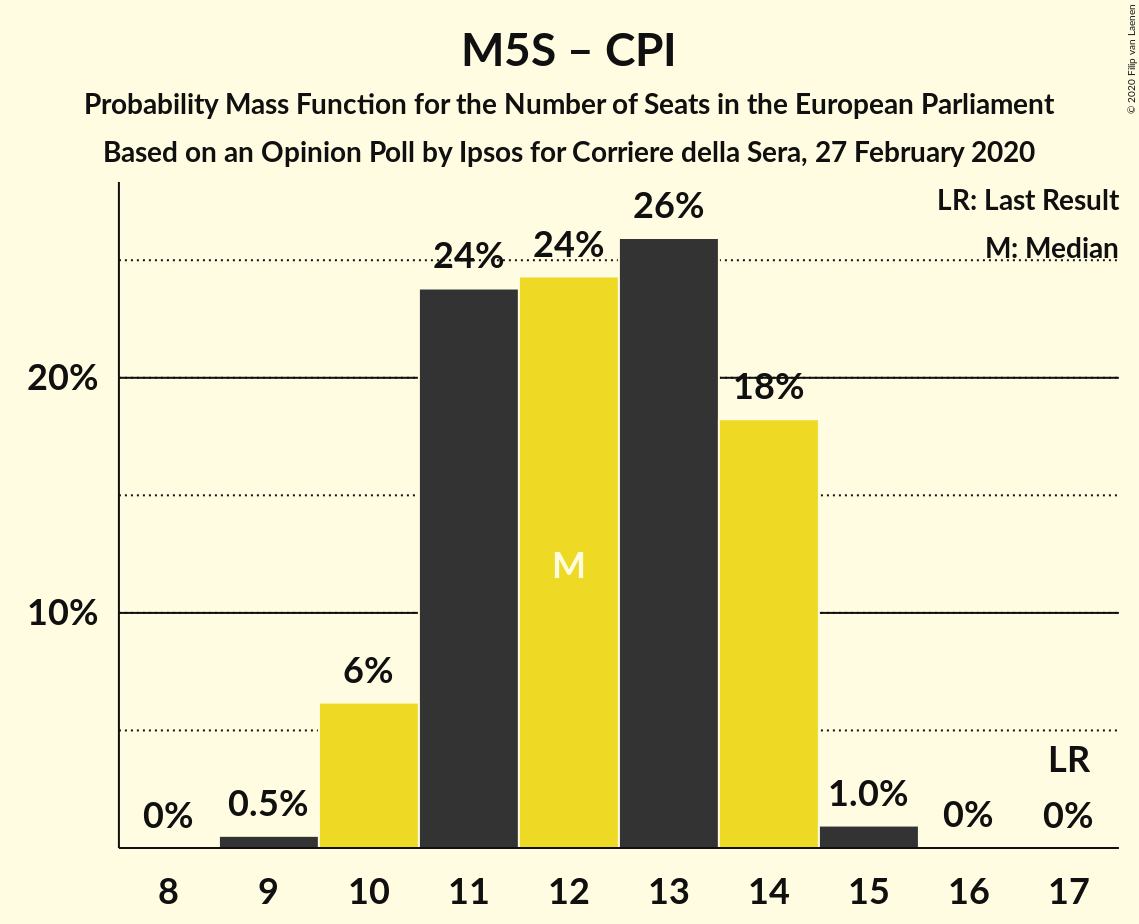 M5S – CPI
Probability Mass Function for the Number of Seats in the European Parliament
Based on an Opinion Poll by Ipsos for Corriere della Sera, 27 February 2020
© 2020 Filip van Laenen
LR: Last Result
M: Median
20%
10%
0%
0.5%
6%
24%
24%
26%
18%
1.0%
0%
0%
LR
M
8
9
10
11
12
13
14
15
16
17